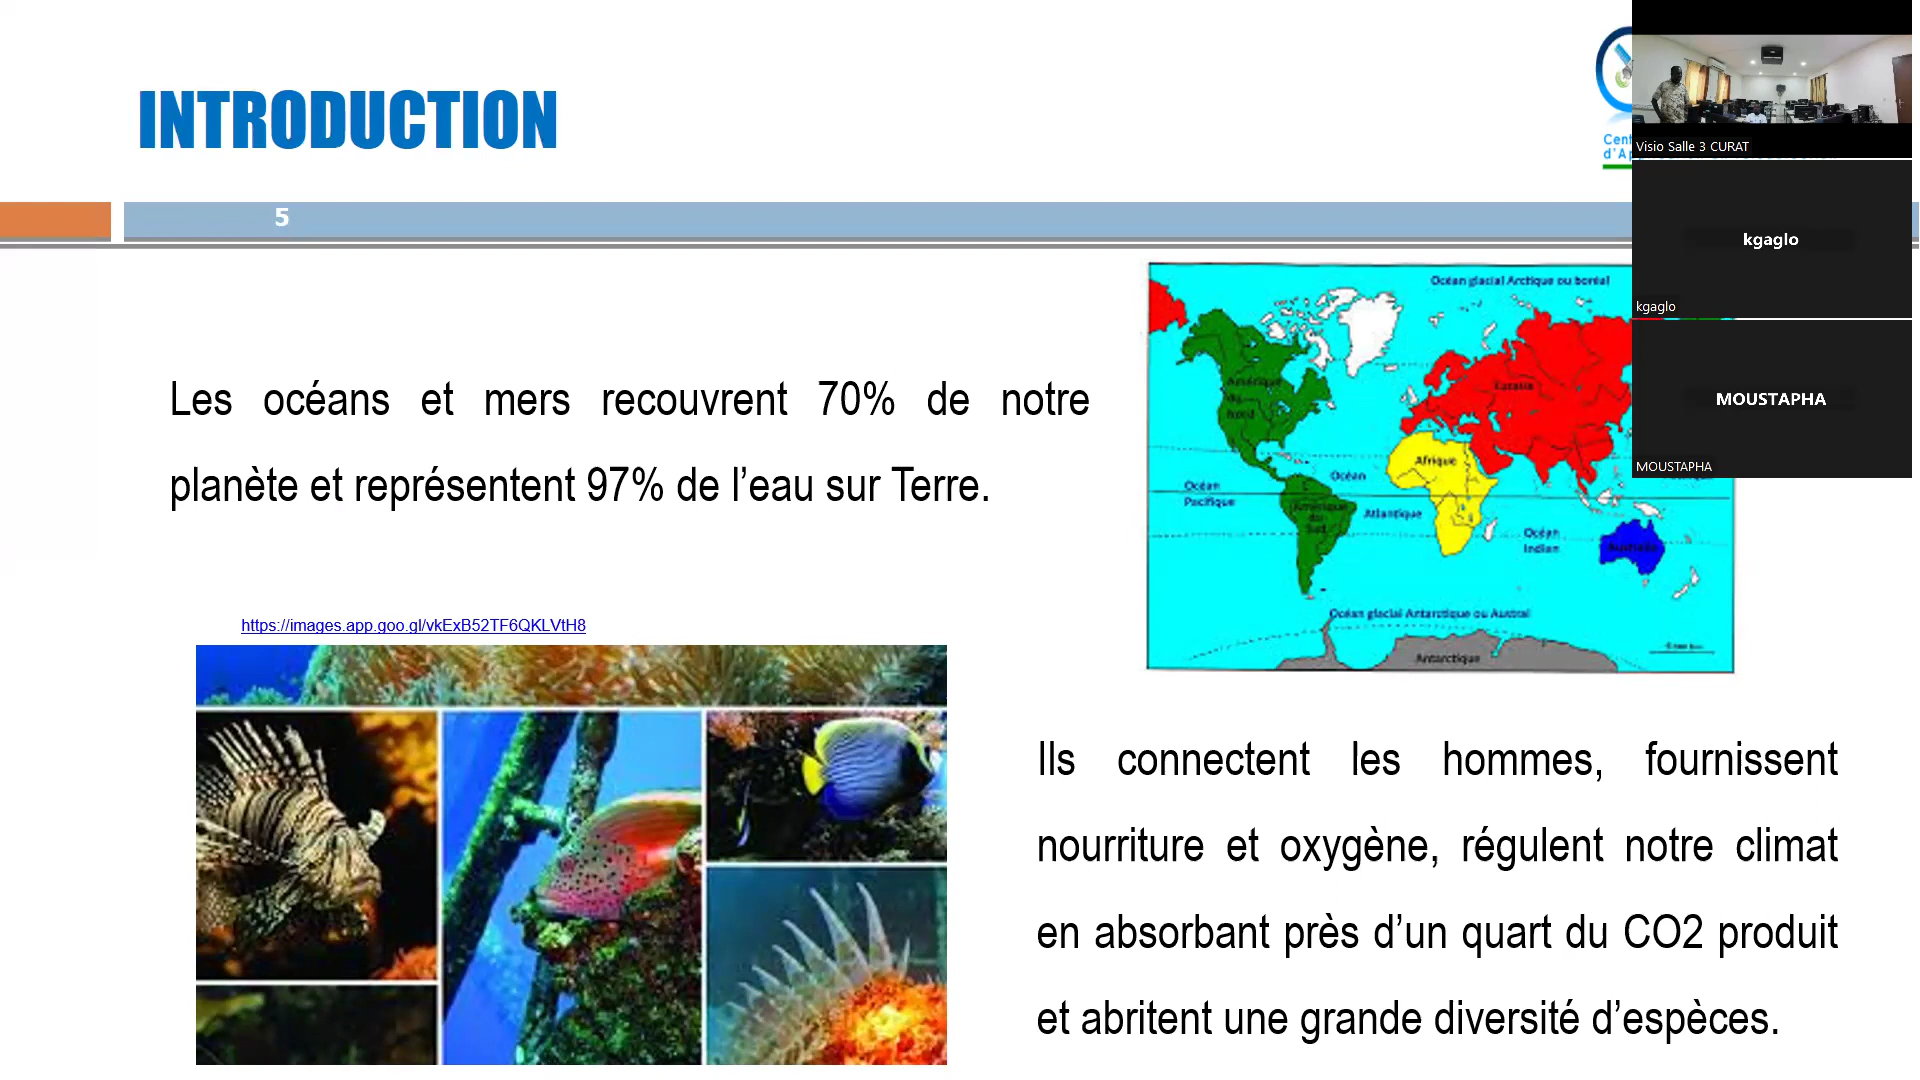 INTRODUCTION
Cent
d'Ap
Visio Salle 3 CURAT
5
kgaglo
kgaglo
MOUSTAPHA
MOUSTAPHA
Les océans et mers recouvrent 70% de notre
planète et représentent 97% de l’eau sur Terre.
Océan glacial Arctique ou boréal
Amérique
du
Nord
Eurasie
Afrique
Océan
Pacifique
Océan
Atlantique
Amérique
du
Sud
Océan
Indien
Australie
Océan glacial Antarctique ou Austral
Antarctique
https://images.app.goo.gl/vkExB52TF6QKLVtH8
Ils connectent les hommes, fournissent
nourriture et oxygène, régulent notre climat
en absorbant près d’un quart du CO2 produit
et abritent une grande diversité d’espèces.